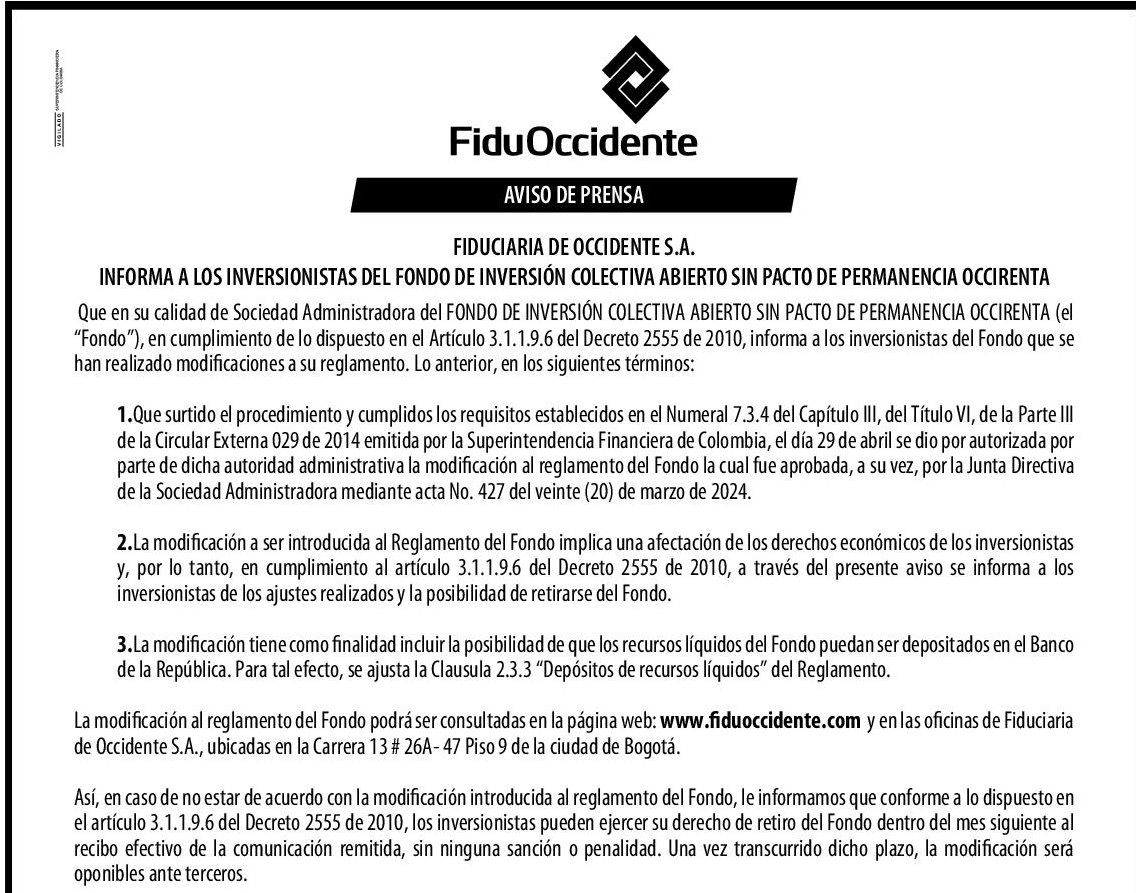 VIGILADO SUPERINTENDENCIA FINANCIERA
DE COLOMBIA
FiduOccidente
AVISO DE PRENSA
FIDUCIARIA DE OCCIDENTE S.A.
INFORMA A LOS INVERSIONISTAS DEL FONDO DE INVERSIÓN COLECTIVA ABIERTO SIN PACTO DE PERMANENCIA OCCIRENTA
Que en su calidad de Sociedad Administradora del FONDO DE INVERSIÓN COLECTIVA ABIERTO SIN PACTO DE PERMANENCIA OCCIRENTA (el
“Fondo”), en cumplimiento de lo dispuesto en el Artículo 3.1.1.9.6 del Decreto 2555 de 2010, informa a los inversionistas del Fondo que se
han realizado modificaciones a su reglamento. Lo anterior, en los siguientes términos:
1.Que surtido el procedimiento y cumplidos los requisitos establecidos en el Numeral 7.3.4 del Capítulo III, del Título VI, de la Parte III
de la Circular Externa 029 de 2014 emitida por la Superintendencia Financiera de Colombia, el día 29 de abril se dio por autorizada por
parte de dicha autoridad administrativa la modificación al reglamento del Fondo la cual fue aprobada, a su vez, por la Junta Directiva
de la Sociedad Administradora mediante acta No. 427 del veinte (20) de marzo de 2024.
2.La modificación a ser introducida al Reglamento del Fondo implica una afectación de los derechos económicos de los inversionistas
y, por lo tanto, en cumplimiento al artículo 3.1.1.9.6 del Decreto 2555 de 2010, a través del presente aviso se informa a los
inversionistas de los ajustes realizados y la posibilidad de retirarse del Fondo.
3.La modificación tiene como finalidad incluir la posibilidad de que los recursos líquidos del Fondo puedan ser depositados en el Banco
de la República. Para tal efecto, se ajusta la Clausula 2.3.3 “Depósitos de recursos líquidos” del Reglamento.
La modificación al reglamento del Fondo podrá ser consultadas en la página web: www.fiduoccidente.com y en las oficinas de Fiduciaria
de Occidente S.A., ubicadas en la Carrera 13 # 26A- 47 Piso 9 de la ciudad de Bogotá.
Así, en caso de no estar de acuerdo con la modificación introducida al reglamento del Fondo, le informamos que conforme a lo dispuesto en
el artículo 3.1.1.9.6 del Decreto 2555 de 2010, los inversionistas pueden ejercer su derecho de retiro del Fondo dentro del mes siguiente al
recibo efectivo de la comunicación remitida, sin ninguna sanción o penalidad. Una vez transcurrido dicho plazo, la modificación será
oponibles ante terceros.